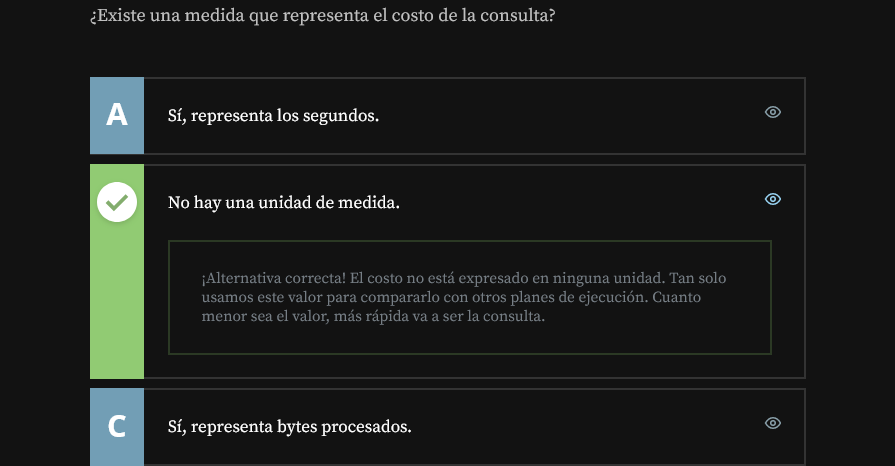 ¿Existe una medida que representa el costo de la consulta?
A
Sí, representa los segundos.
No hay una unidad de medida.
¡Alternativa correcta! El costo no está expresado en ninguna unidad. Tan solo
usamos este valor para compararlo con otros planes de ejecución. Cuanto
menor sea el valor, más rápida va a ser la consulta.
C
Sí, representa bytes procesados.